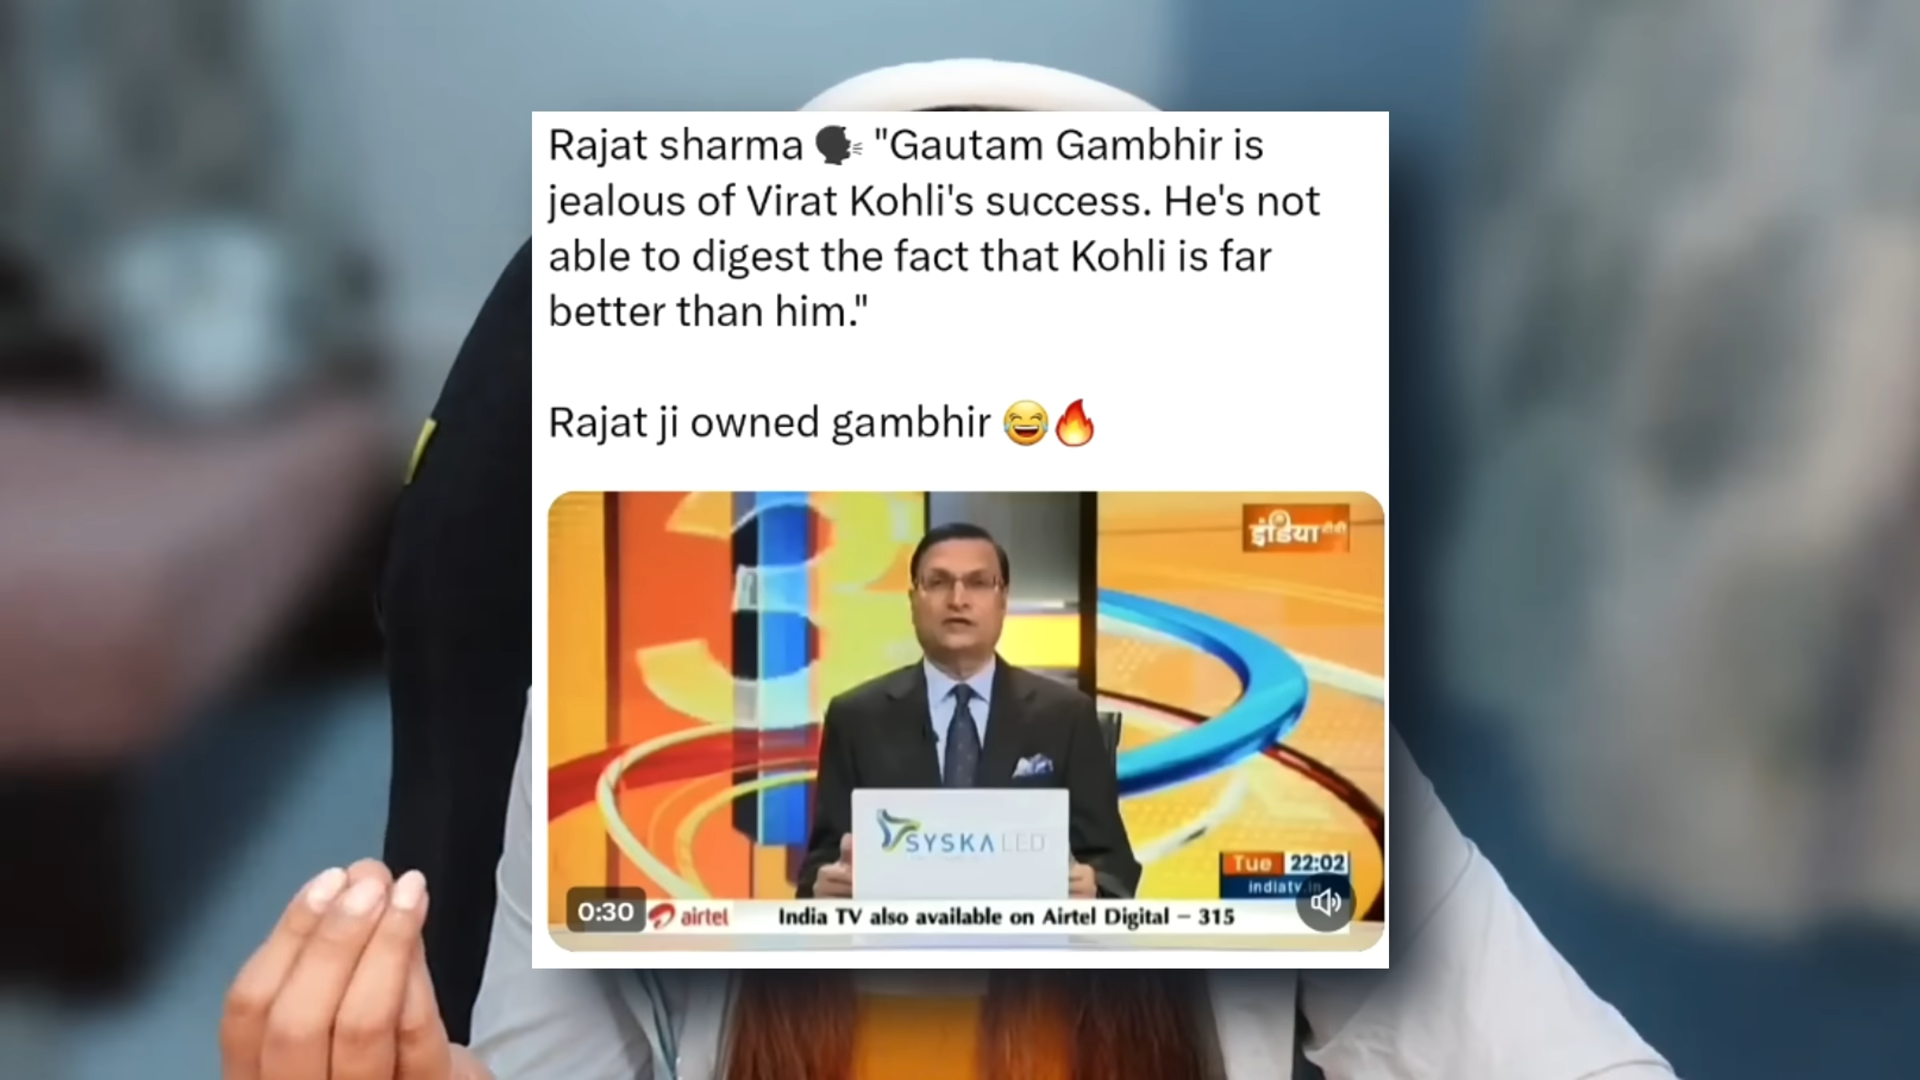 Rajat sharma 🗣️ "Gautam Gambhir is
jealous of Virat Kohli's success. He's not
able to digest the fact that Kohli is far
better than him."
Rajat ji owned gambhir 😂🔥
इंडिया टीवी
SYSKA LED
Tue 22:02
indiatv.in
0:30
airtel India TV also available on Airtel Digital – 315